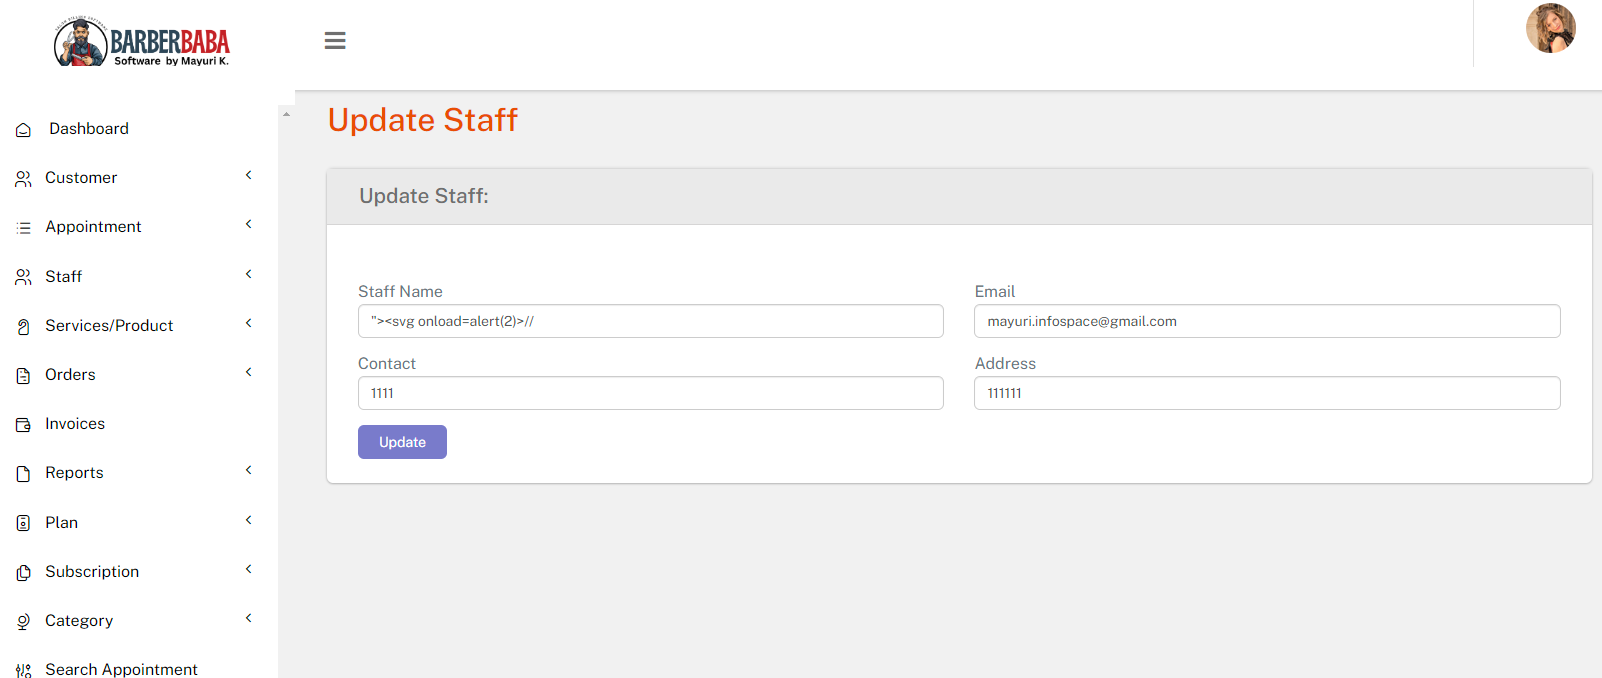 BARBERBABA
Software by Mayuri K.
Dashboard
Customer
Appointment
Staff
Services/Product
Orders
Invoices
Reports
Plan
Subscription
Category
Search Appointment
Update Staff
Update Staff:
Staff Name
"><svg onload=alert(2)>//
Email
mayuri.infospace@gmail.com
Contact
1111
Address
111111
Update